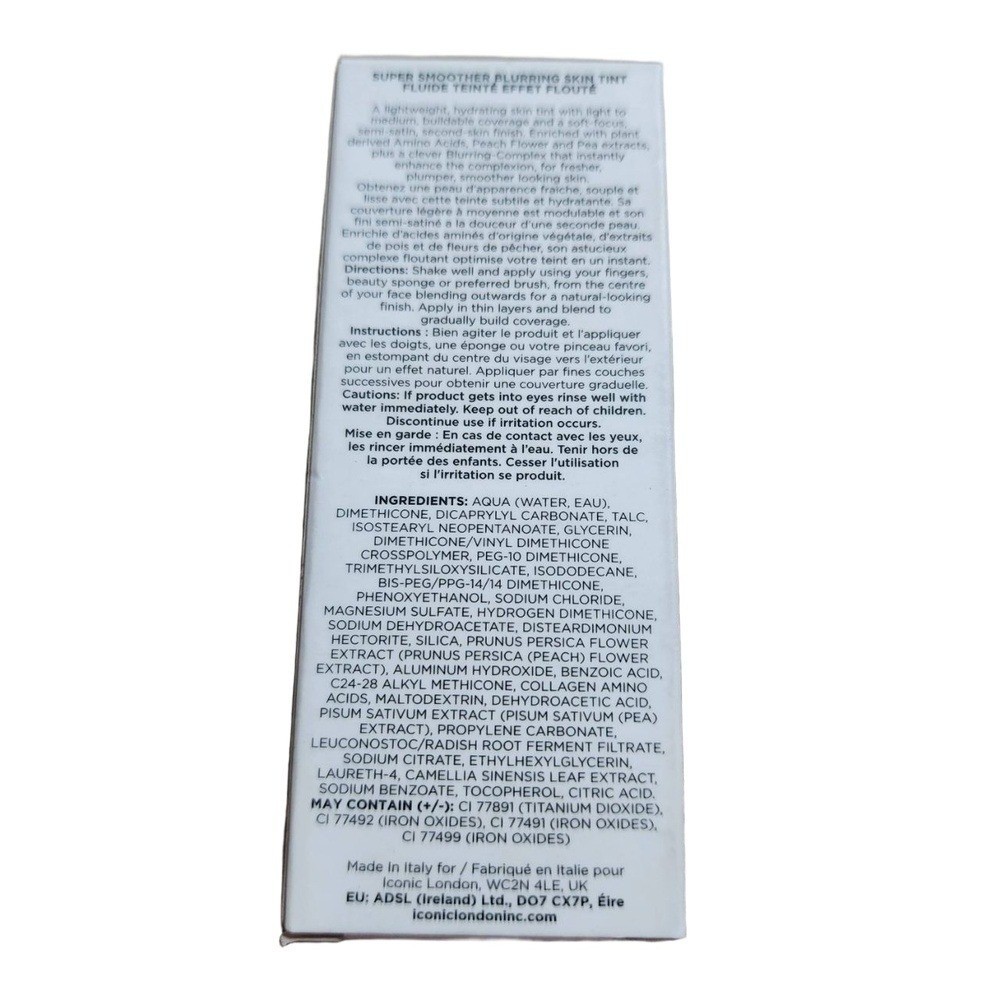 SUPER SMOOTHER BLURRING SKIN TINT
FLUIDE TEINTÉ EFFET FLOUTÉ
A lightweight, hydrating skin tint with light to
medium, buildable coverage and a soft-focus,
semi-satin, second-skin finish. Enriched with plant
derived Amino Acids, Peach Flower and Pea extracts,
plus a clever Blurring-Complex that instantly
enhance the complexion, for fresher,
plumper, smoother looking skin.
Obtenez une peau d'apparence fraîche, souple et
lisse avec cette teinte subtile et hydratante. Sa
couverture légère à moyenne est modulable et son
fini semi-satiné a la douceur d'une seconde peau.
Enrichie d'acides aminés d'origine végétale, d'extraits
de pois et de fleurs de pêcher, son astucieux
complexe floutant optimise votre teint en un instant.
Directions: Shake well and apply using your fingers,
beauty sponge or preferred brush, from the centre
of your face blending outwards for a natural-looking
finish. Apply in thin layers and blend to
gradually build coverage.
Instructions : Bien agiter le produit et l'appliquer
avec les doigts, une éponge ou votre pinceau favori,
en estompant du centre du visage vers l'extérieur
pour un effet naturel. Appliquer par fines couches
successives pour obtenir une couverture graduelle.
Cautions: If product gets into eyes rinse well with
water immediately. Keep out of reach of children.
Discontinue use if irritation occurs.
Mise en garde : En cas de contact avec les yeux,
les rincer immédiatement à l'eau. Tenir hors de
la portée des enfants. Cesser l'utilisation
si l'irritation se produit.
INGREDIENTS: AQUA (WATER, EAU),
DIMETHICONE, DICAPRYLYL CARBONATE, TALC,
ISOSTEARYL NEOPENTANOATE, GLYCERIN,
DIMETHICONE/VINYL DIMETHICONE
CROSSPOLYMER, PEG-10 DIMETHICONE,
TRIMETHYLSILOXYSILICATE, ISODODECANE,
BIS-PEG/PPG-14/14 DIMETHICONE,
PHENOXYETHANOL, SODIUM CHLORIDE,
MAGNESIUM SULFATE, HYDROGEN DIMETHICONE,
SODIUM DEHYDROACETATE, DISTEARDIMONIUM
HECTORITE, SILICA, PRUNUS PERSICA FLOWER
EXTRACT (PRUNUS PERSICA (PEACH) FLOWER
EXTRACT), ALUMINUM HYDROXIDE, BENZOIC ACID,
C24-28 ALKYL METHICONE, COLLAGEN AMINO
ACIDS, MALTODEXTRIN, DEHYDROACETIC ACID,
PISUM SATIVUM EXTRACT (PISUM SATIVUM (PEA)
EXTRACT), PROPYLENE CARBONATE,
LEUCONOSTOC/RADISH ROOT FERMENT FILTRATE,
SODIUM CITRATE, ETHYLHEXYLGLYCERIN,
LAURETH-4, CAMELLIA SINENSIS LEAF EXTRACT,
SODIUM BENZOATE, TOCOPHEROL, CITRIC ACID.
MAY CONTAIN (+/-): CI 77891 (TITANIUM DIOXIDE),
CI 77492 (IRON OXIDES), CI 77491 (IRON OXIDES),
CI 77499 (IRON OXIDES)
Made In Italy for / Fabriqué en Italie pour
Iconic London, WC2N 4LE, UK
EU: ADSL (Ireland) Ltd., DO7 CX7P, Éire
iconiclondoninc.com